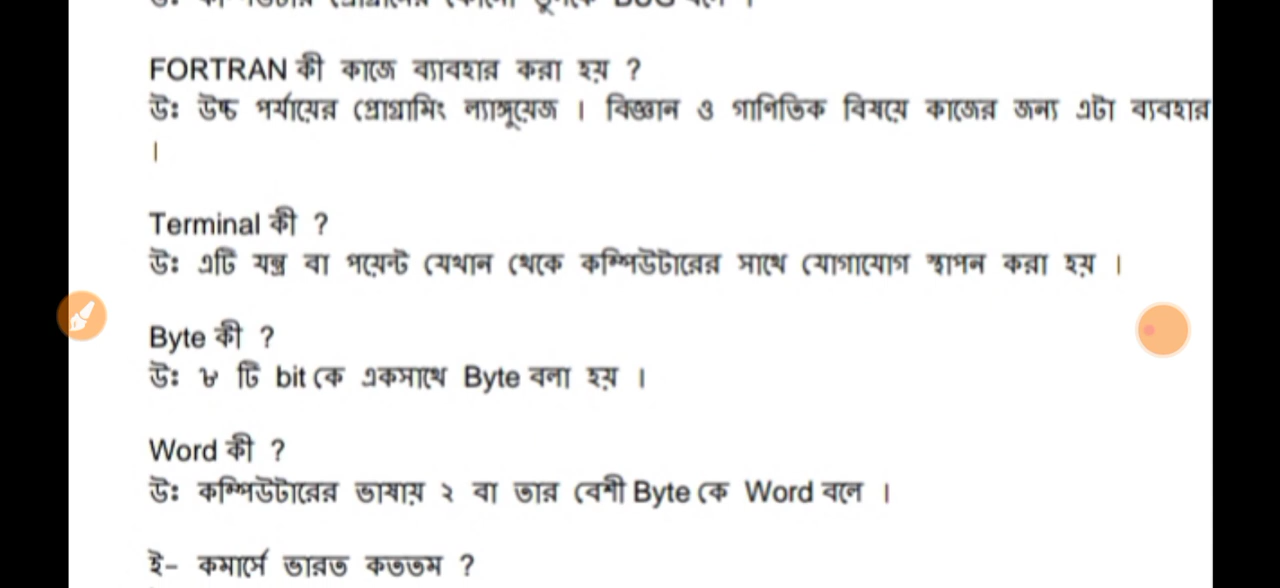 FORTRAN কী কাজে ব্যাবহার করা হয় ?
উঃ উচ্চ পর্যায়ের প্রোগ্রামিং ল্যাঙ্গুয়েজ । বিজ্ঞান ও গাণিতিক বিষয়ে কাজের জন্য এটা ব্যবহার
।
Terminal কী ?
উঃ এটি যন্ত্র বা পয়েন্ট যেখান থেকে কম্পিউটারের সাথে যোগাযোগ স্থাপন করা হয় ।
Byte কী ?
উঃ ৮ টি bit কে একসাথে Byte বলা হয় ।
Word কী ?
উঃ কম্পিউটারের ভাষায় ২ বা তার বেশী Byte কে Word বলে ।
ই- কমার্সে ভারত কততম ?